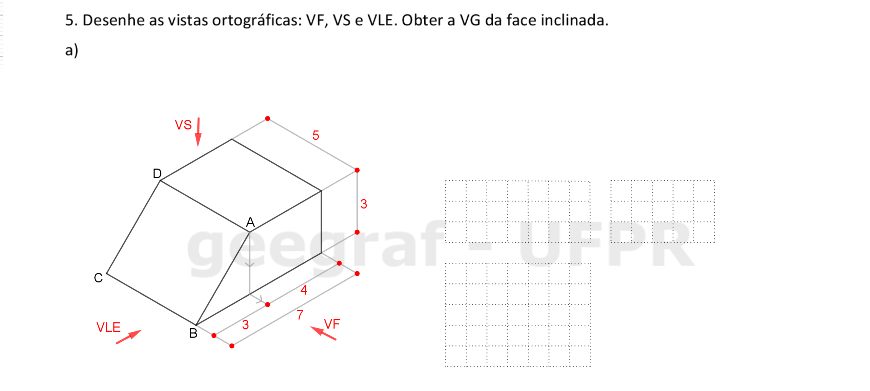 5. Desenhe as vistas ortográficas: VF, VS e VLE. Obter a VG da face inclinada.
a)
VS
5
D
3
A
geegraf - UFPR
C
4
7
3
VF
VLE
B